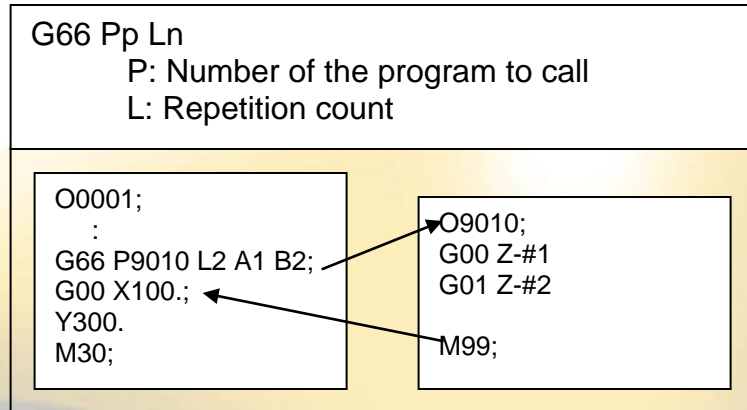 G66 Pp Ln
P: Number of the program to call
L: Repetition count
O0001;
:
G66 P9010 L2 A1 B2;
G00 X100.;
Y300.
M30;
O9010;
G00 Z-#1
G01 Z-#2
M99;